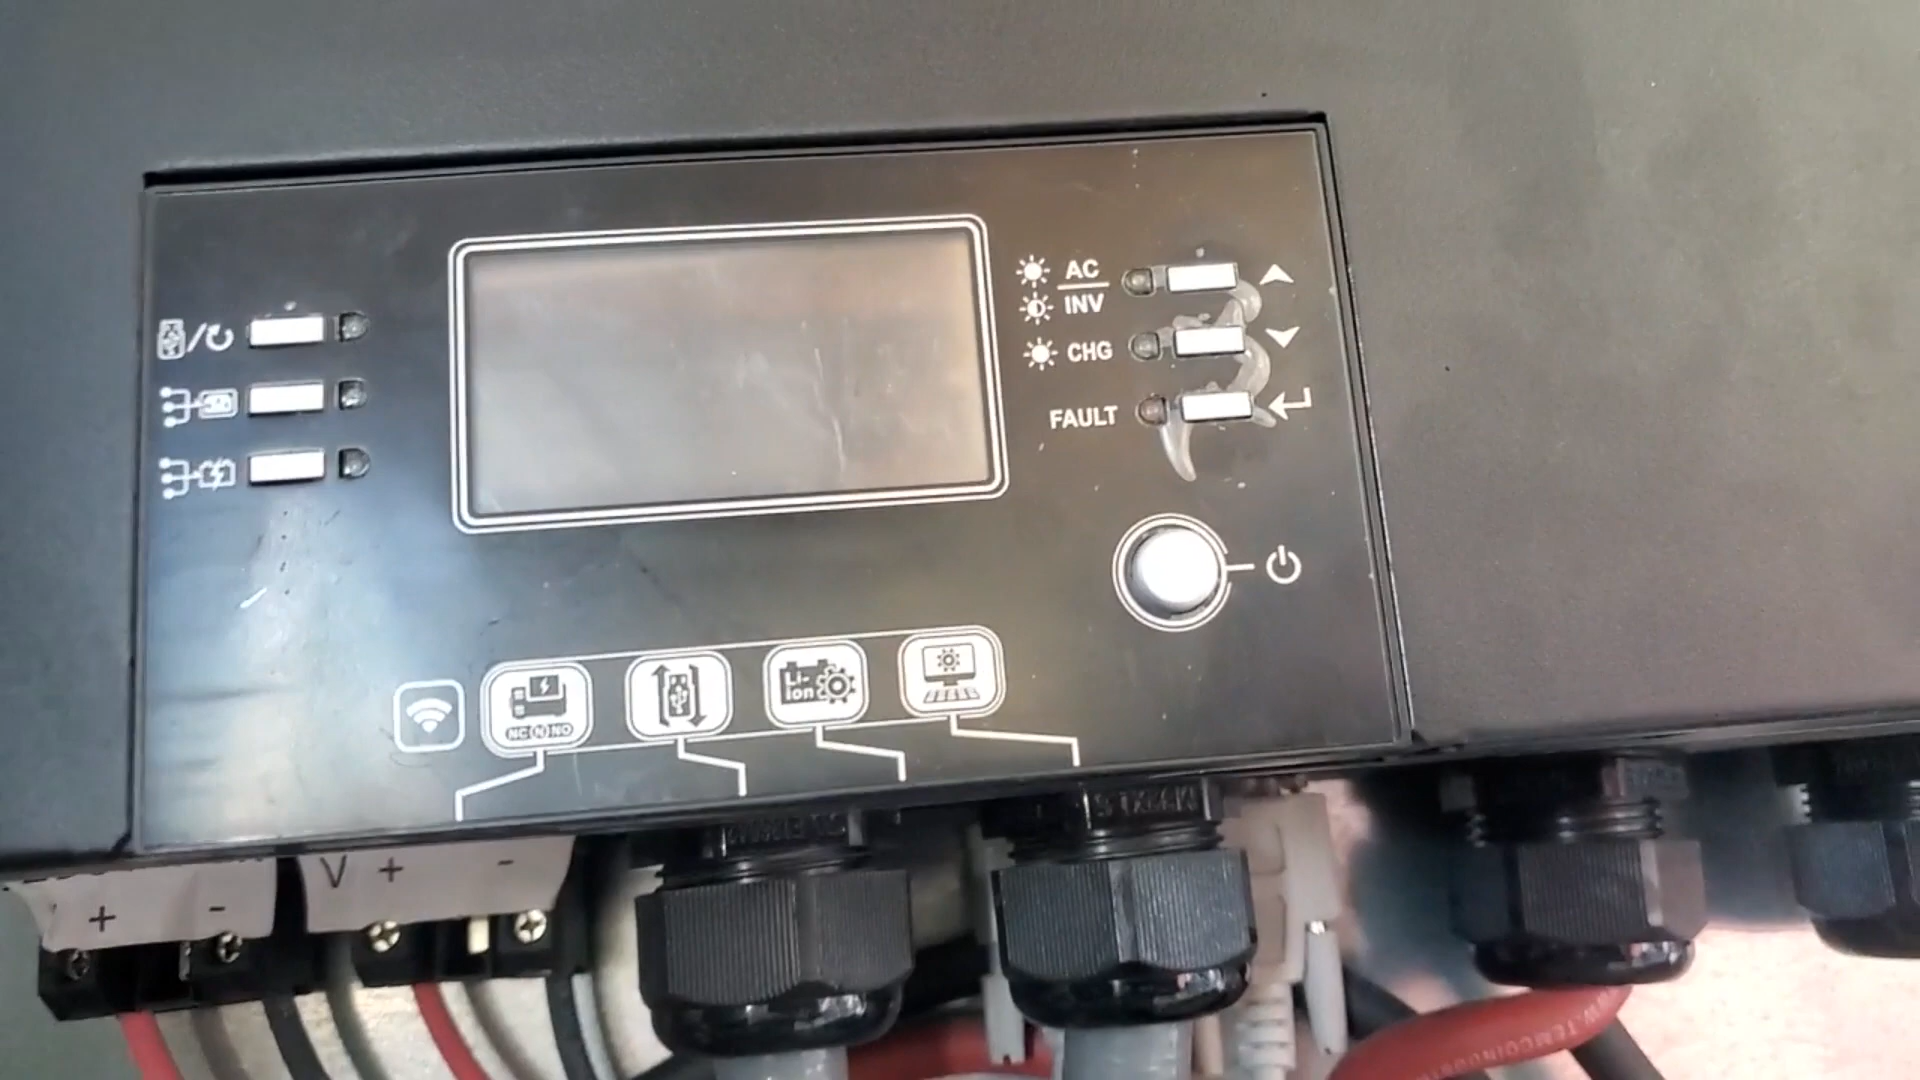 AC
INV
CHG
FAULT
NC N NO
Li-
ion
V + -
+ -